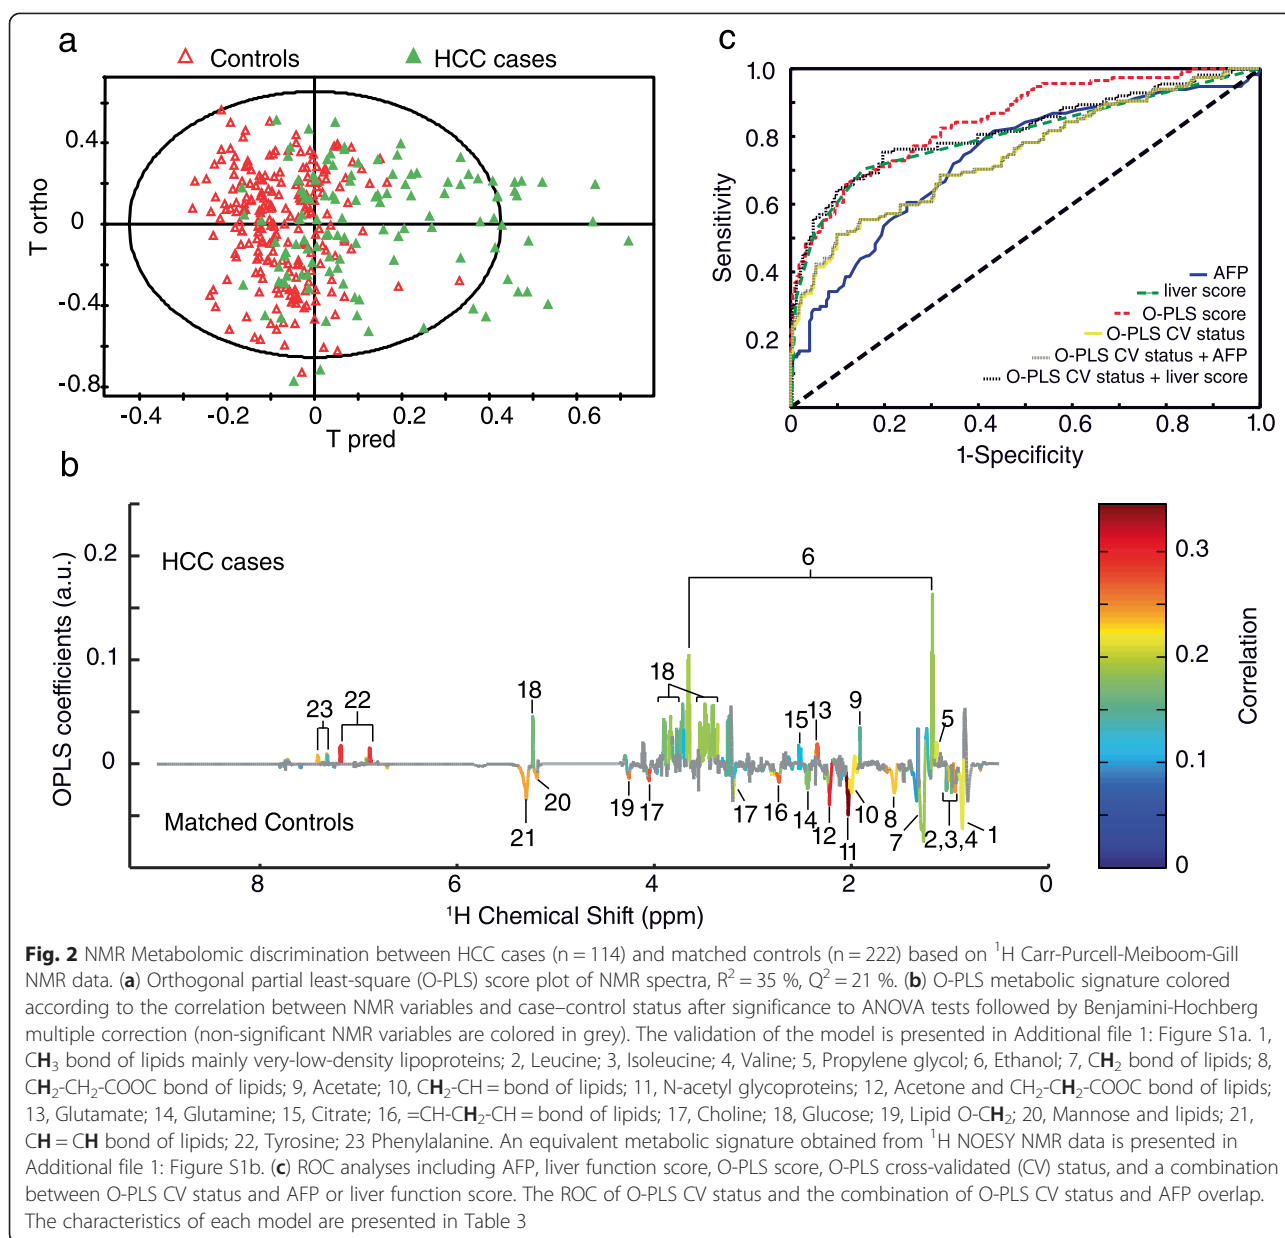 a
Controls
HCC cases
T ortho
0.4
0
-0.4
-0.8
-0.4
-0.2
0
0.2
0.4
0.6
T pred
c
Sensitivity
1.0
0.8
0.6
0.4
0.2
AFP
liver score
O-PLS score
O-PLS CV status
O-PLS CV status + AFP
O-PLS CV status + liver score
0
0.2
0.4
0.6
0.8
1.0
1-Specificity
b
OPLS coefficients (a.u.)
0.2
0.1
0
HCC cases
Matched Controls
6
18
18
23
22
15
13
9
5
21
20
19
17
17
16
14
12
11
10
8
7
2,3,4
1
8
6
4
2
0
¹H Chemical Shift (ppm)
0.3
0.2
0.1
0
Correlation
Fig. 2 NMR Metabolomic discrimination between HCC cases (n = 114) and matched controls (n = 222) based on ¹H Carr-Purcell-Meiboom-Gill
NMR data. (a) Orthogonal partial least-square (O-PLS) score plot of NMR spectra, R² = 35 %, Q² = 21 %. (b) O-PLS metabolic signature colored
according to the correlation between NMR variables and case–control status after significance to ANOVA tests followed by Benjamini-Hochberg
multiple correction (non-significant NMR variables are colored in grey). The validation of the model is presented in Additional file 1: Figure S1a. 1,
CH₃ bond of lipids mainly very-low-density lipoproteins; 2, Leucine; 3, Isoleucine; 4, Valine; 5, Propylene glycol; 6, Ethanol; 7, CH₂ bond of lipids; 8,
CH₂-CH₂-COOC bond of lipids; 9, Acetate; 10, CH₂-CH = bond of lipids; 11, N-acetyl glycoproteins; 12, Acetone and CH₂-CH₂-COOC bond of lipids;
13, Glutamate; 14, Glutamine; 15, Citrate; 16, =CH-CH₂-CH = bond of lipids; 17, Choline; 18, Glucose; 19, Lipid O-CH₂; 20, Mannose and lipids; 21,
CH = CH bond of lipids; 22, Tyrosine; 23 Phenylalanine. An equivalent metabolic signature obtained from ¹H NOESY NMR data is presented in
Additional file 1: Figure S1b. (c) ROC analyses including AFP, liver function score, O-PLS score, O-PLS cross-validated (CV) status, and a combination
between O-PLS CV status and AFP or liver function score. The ROC of O-PLS CV status and the combination of O-PLS CV status and AFP overlap.
The characteristics of each model are presented in Table 3